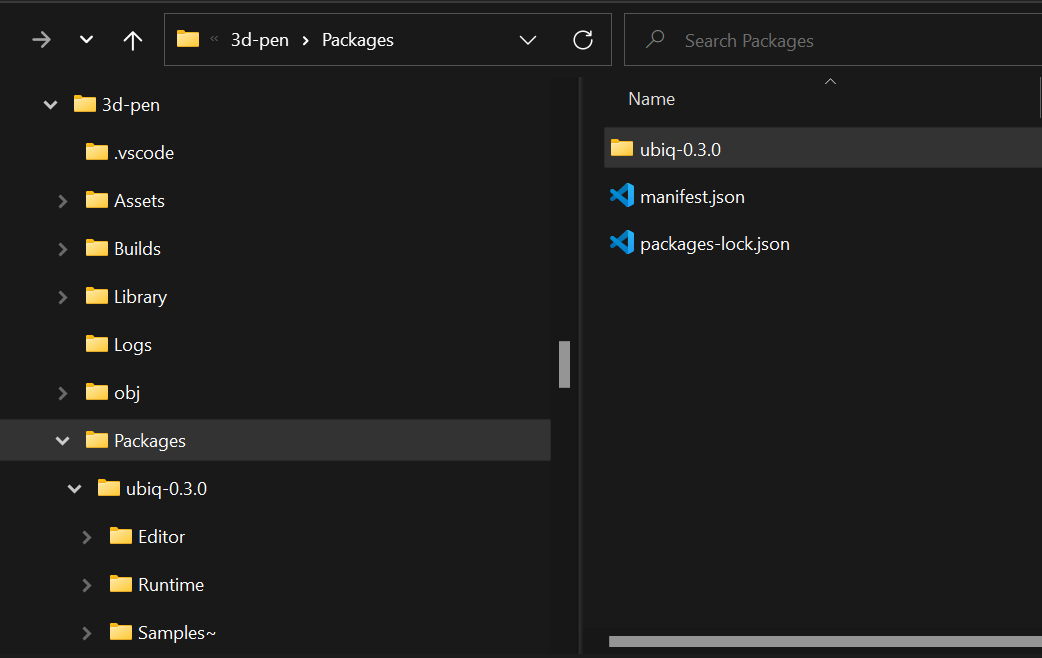 « 3d-pen › Packages
Search Packages
3d-pen
.vscode
Assets
Builds
Library
Logs
obj
Packages
ubiq-0.3.0
Editor
Runtime
Samples~
Name
ubiq-0.3.0
manifest.json
packages-lock.json